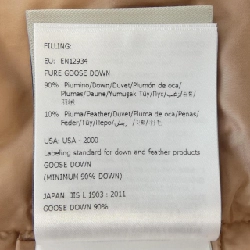 FILLING:
EU: EN12934
PURE GOOSE DOWN
90% Piumino/Down/Duvet/Plumón de oca/
Plumas/Daune/Yumuşak Tüy/Пух/
10% Piuma/Feather/Duvet/Pluma de oca/Penas/
Feder/Tüy/Перо/
USA: USA - 2000
Labeling standard for down and feather products
GOOSE DOWN
(MINIMUM 90% DOWN)
JAPAN: JIS L 1903 : 2011
GOOSE DOWN 90%